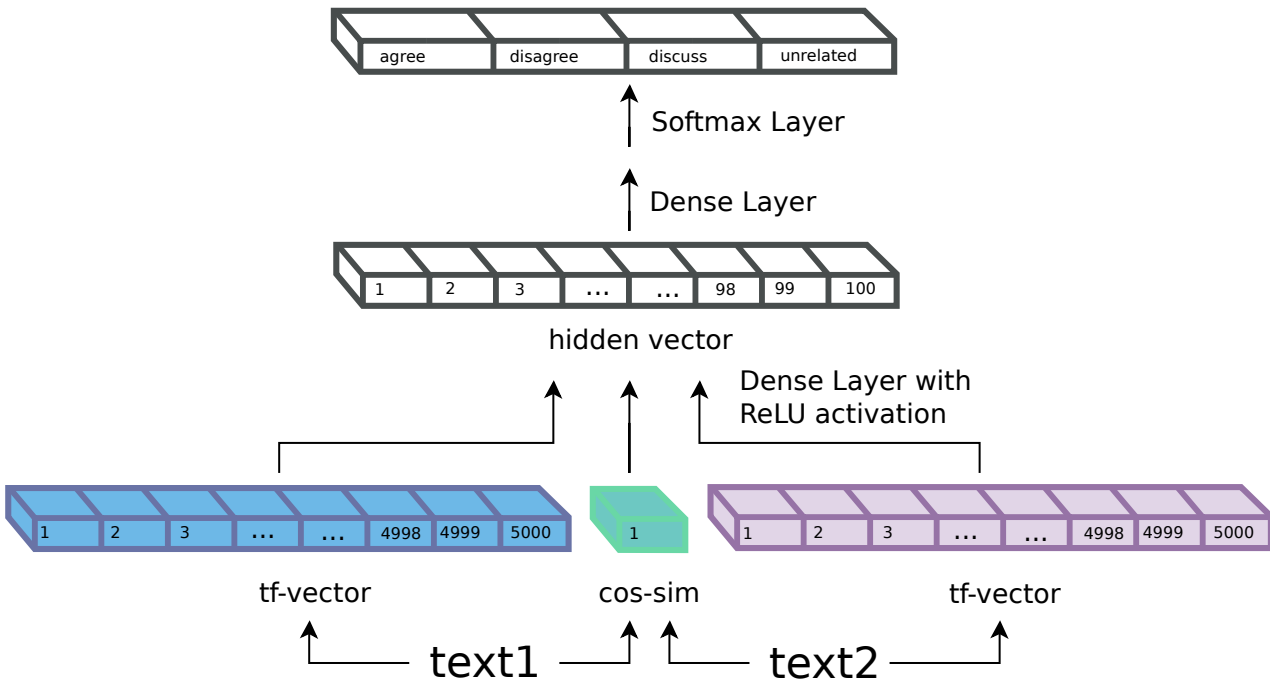 agree disagree discuss unrelated
Softmax Layer
Dense Layer
1 2 3 ... ... 98 99 100
hidden vector
Dense Layer with
ReLU activation
1 2 3 ... ... 4998 4999 5000
1
1 2 3 ... ... 4998 4999 5000
tf-vector cos-sim tf-vector
text1 text2